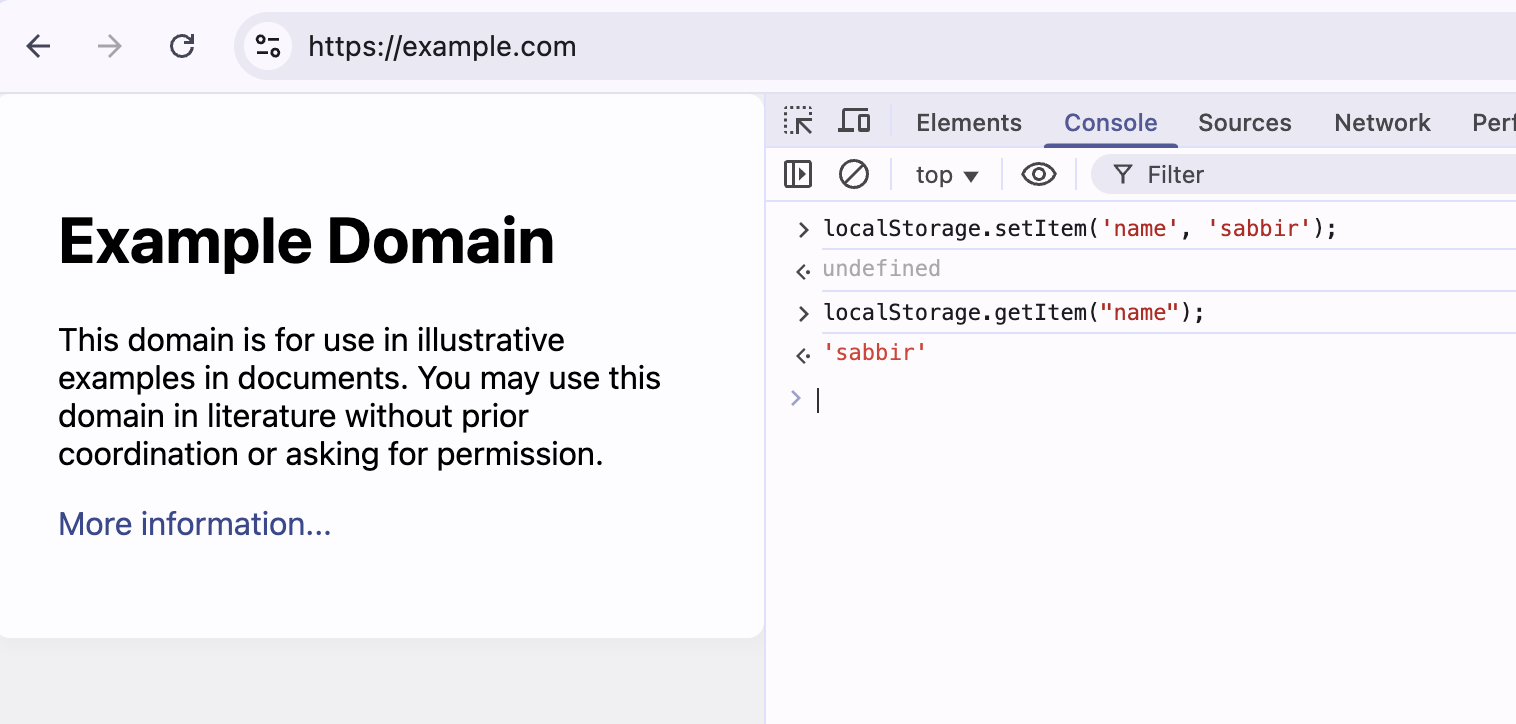 https://example.com
Elements Console Sources Network Perf
top ▼ Filter
Example Domain
This domain is for use in illustrative
examples in documents. You may use this
domain in literature without prior
coordination or asking for permission.
More information...
> localStorage.setItem('name', 'sabbir');
undefined
> localStorage.getItem("name");
'sabbir'
>